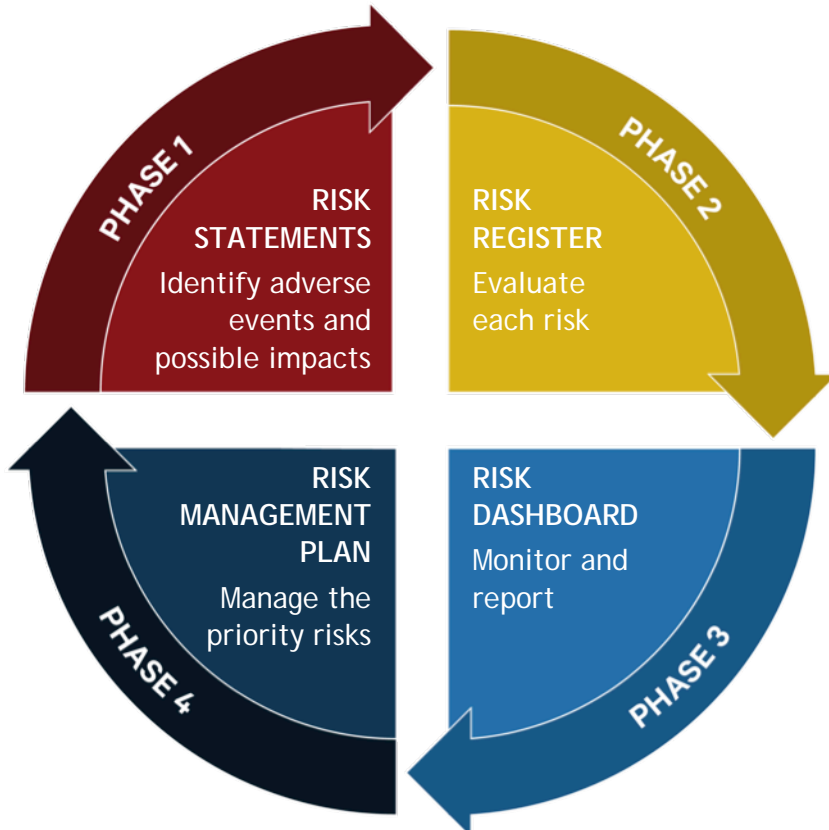 PHASE 1
RISK
STATEMENTS
Identify adverse
events and
possible impacts
PHASE 2
RISK
REGISTER
Evaluate
each risk
PHASE 3
RISK
DASHBOARD
Monitor and
report
PHASE 4
RISK
MANAGEMENT
PLAN
Manage the
priority risks